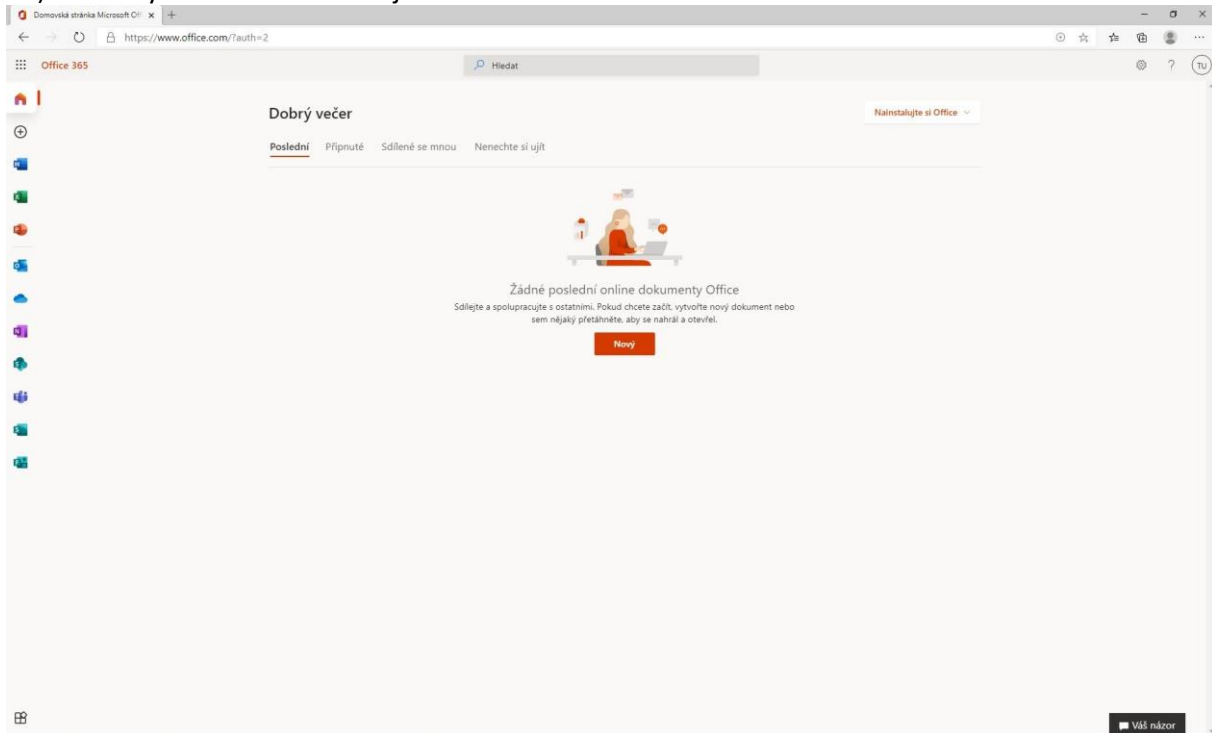 Domovská stránka Microsoft Off
https://www.office.com/?auth=2
Office 365
Hledat
TU
Dobrý večer
Nainstalujte si Office
Poslední Připnuté Sdílené se mnou Nenechte si ujít
Žádné poslední online dokumenty Office
Sdílejte a spolupracujte s ostatními. Pokud chcete začít, vytvořte nový dokument nebo
sem nějaký přetáhněte, aby se nahrál a otevřel.
Nový
Váš názor